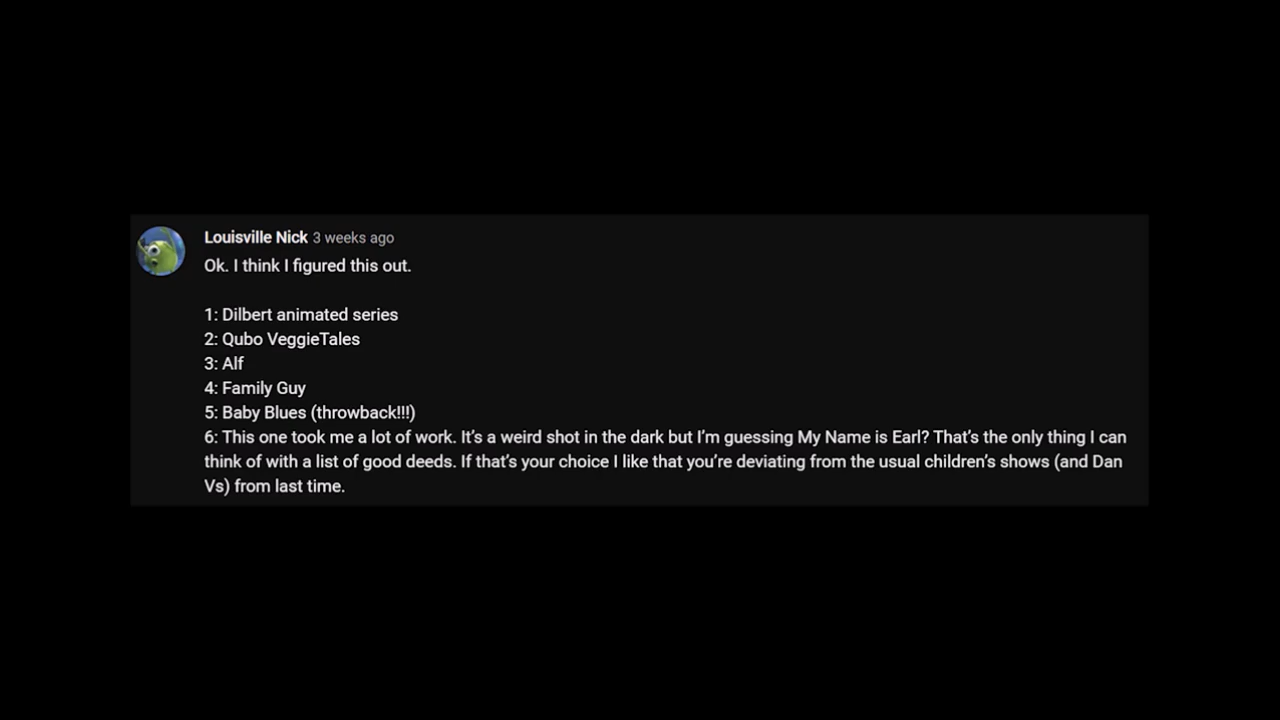 Louisville Nick 3 weeks ago
Ok. I think I figured this out.
1: Dilbert animated series
2: Qubo VeggieTales
3: Alf
4: Family Guy
5: Baby Blues (throwback!!!)
6: This one took me a lot of work. It’s a weird shot in the dark but I’m guessing My Name is Earl? That’s the only thing I can
think of with a list of good deeds. If that’s your choice I like that you’re deviating from the usual children’s shows (and Dan
Vs) from last time.